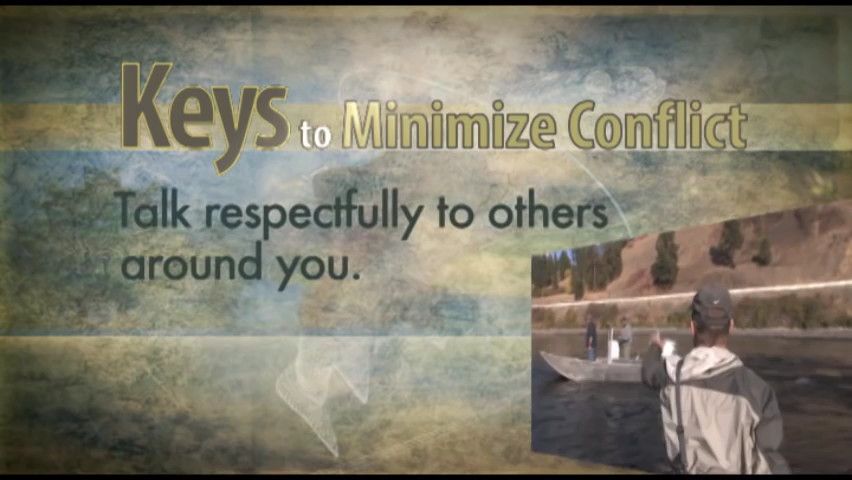 Keys to Minimize Conflict
Talk respectfully to others
around you.